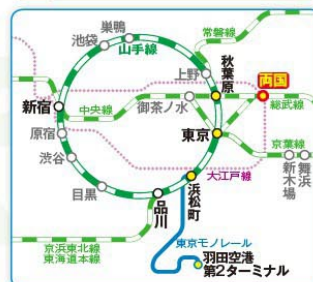 巣鴨
常磐線
池袋
山手線
秋葉原
上野
両国
新宿
中央線
御茶ノ水
総武線
原宿
東京
京葉線
渋谷
大江戸線
新木場
舞浜
目黒
浜松町
品川
京浜東北線
東海道本線
東京モノレール
羽田空港
第2ターミナル